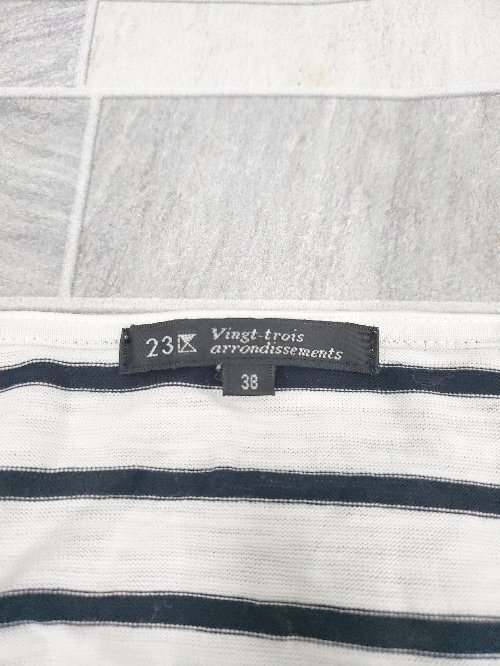 23区 Vingt-trois
arrondissements
38